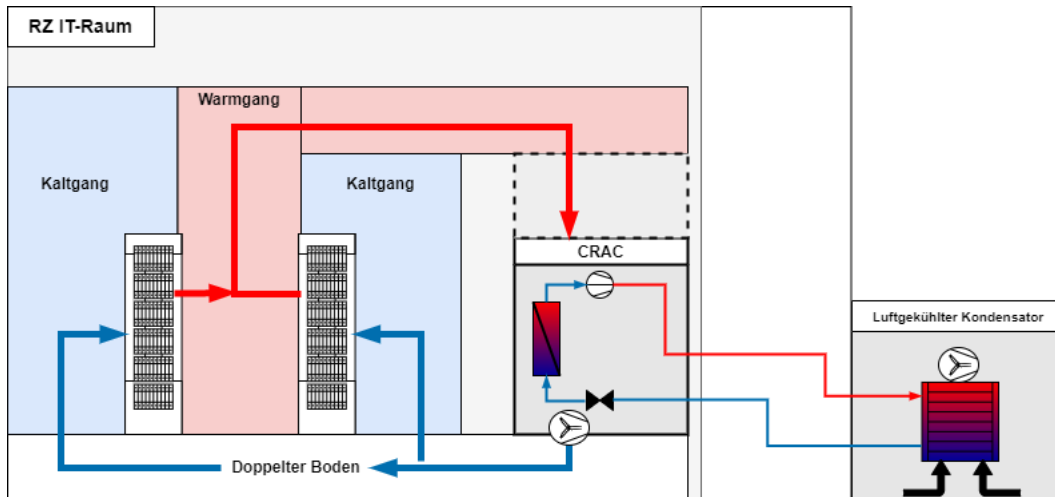 RZ IT-Raum
Warmgang
Kaltgang
Kaltgang
CRAC
Luftgekühlter Kondensator
Doppelter Boden